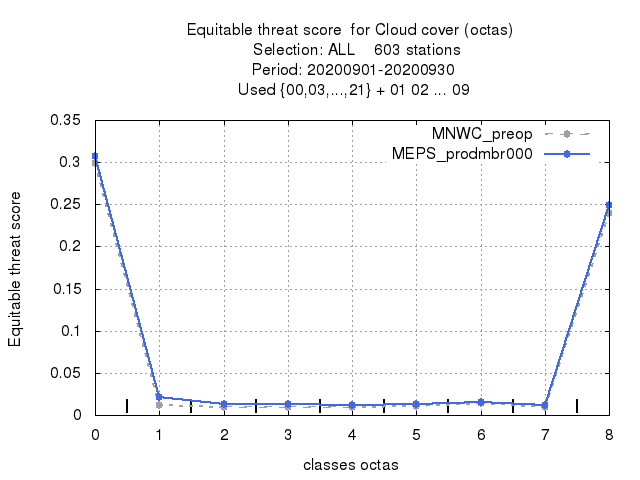 Equitable threat score  for Cloud cover (octas)
Selection: ALL    603 stations
Period: 20200901-20200930
Used {00,03,...,21} + 01 02 ... 09
MNWC_preop
MEPS_prodmbr000
Equitable threat score
0.35
0.3
0.25
0.2
0.15
0.1
0.05
0
0 1 2 3 4 5 6 7 8
classes octas